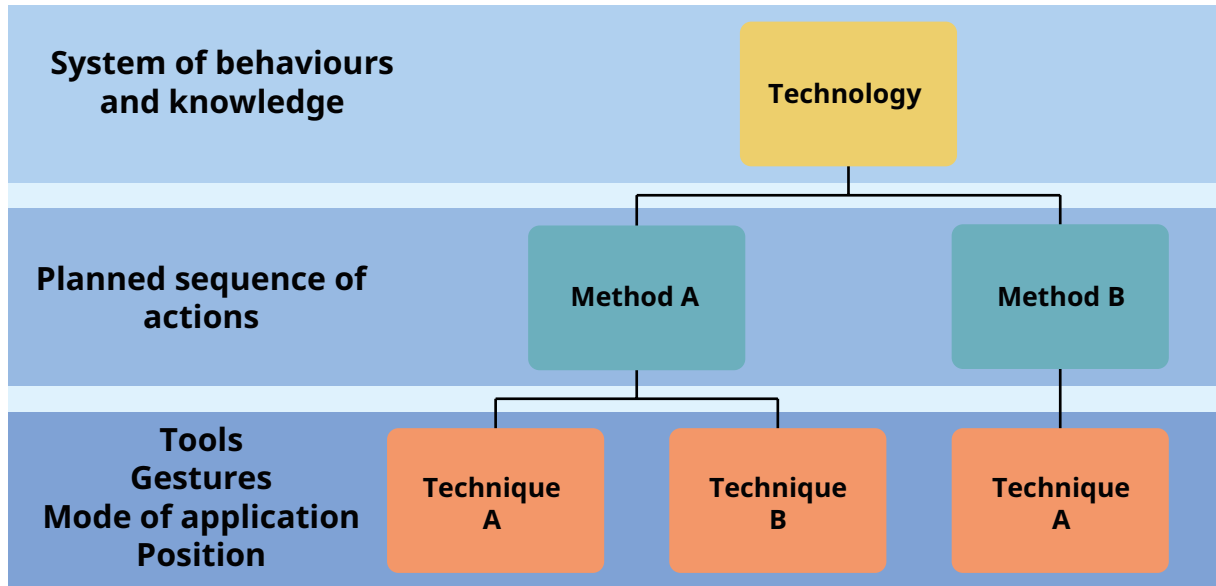 System of behaviours
and knowledge
Technology
Planned sequence of
actions
Method A
Method B
Tools
Gestures
Mode of application
Position
Technique
A
Technique
B
Technique
A